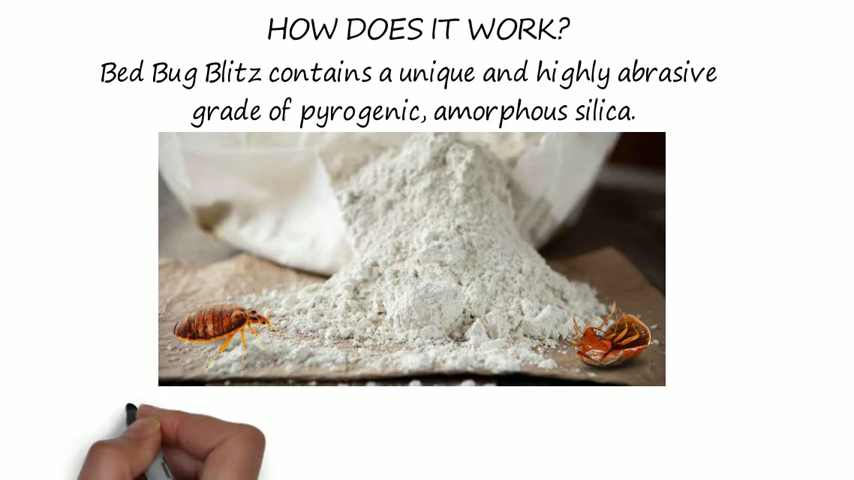 HOW DOES IT WORK?
Bed Bug Blitz contains a unique and highly abrasive
grade of pyrogenic, amorphous silica.